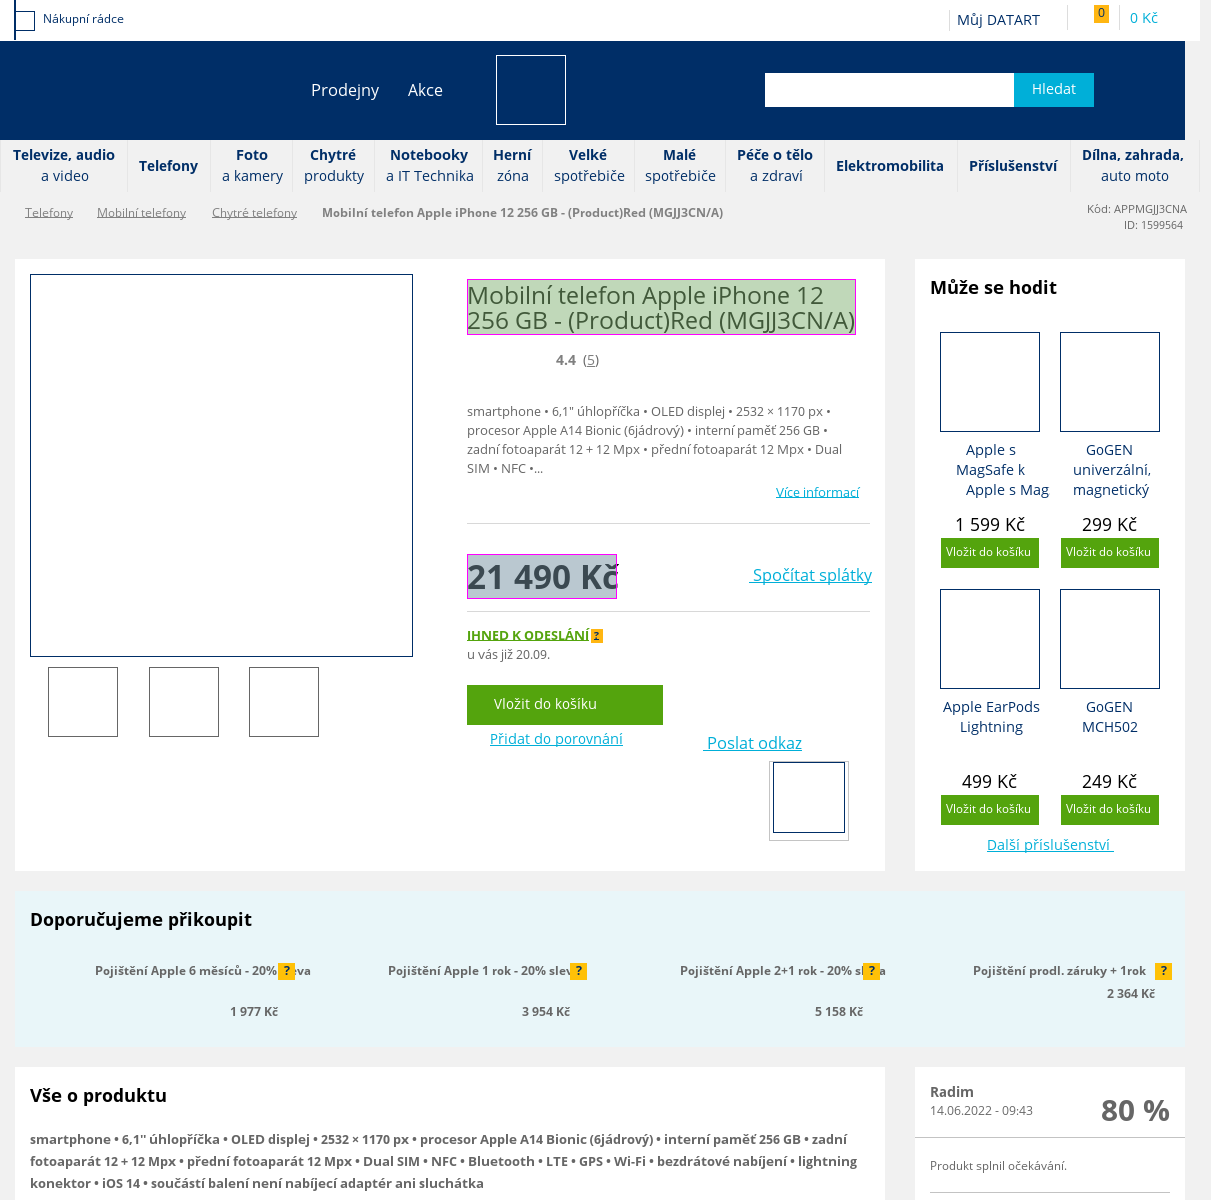 Nákupní rádce
Můj DATART
0
0 Kč
Prodejny
Akce
Hledat
Televize, audio
a video
Telefony
Foto
a kamery
Chytré
produkty
Notebooky
a IT Technika
Herní
zóna
Velké
spotřebiče
Malé
spotřebiče
Péče o tělo
a zdraví
Elektromobilita
Příslušenství
Dílna, zahrada,
auto moto
Telefony
Mobilní telefony
Chytré telefony
Mobilní telefon Apple iPhone 12 256 GB - (Product)Red (MGJJ3CN/A)
Kód: APPMGJJ3CNA
ID: 1599564
Mobilní telefon Apple iPhone 12
256 GB - (Product)Red (MGJJ3CN/A)
4.4 (5)
smartphone • 6,1" úhlopříčka • OLED displej • 2532 × 1170 px •
procesor Apple A14 Bionic (6jádrový) • interní paměť 256 GB •
zadní fotoaparát 12 + 12 Mpx • přední fotoaparát 12 Mpx • Dual
SIM • NFC •...
Více informací
21 490 Kč
Spočítat splátky
IHNED K ODESLÁNÍ ?
u vás již 20.09.
Vložit do košíku
Přidat do porovnání
Poslat odkaz
Může se hodit
Apple s
MagSafe k
Apple s Mag
1 599 Kč
Vložit do košíku
GoGEN
univerzální,
magnetický
299 Kč
Vložit do košíku
Apple EarPods
Lightning
499 Kč
Vložit do košíku
GoGEN
MCH502
249 Kč
Vložit do košíku
Další příslušenství
Doporučujeme přikoupit
Pojištění Apple 6 měsíců - 20% ?
1 977 Kč
Pojištění Apple 1 rok - 20% ?
3 954 Kč
Pojištění Apple 2+1 rok - 20% ?
5 158 Kč
Pojištění prodl. záruky + 1rok ?
2 364 Kč
Vše o produktu
smartphone • 6,1'' úhlopříčka • OLED displej • 2532 × 1170 px • procesor Apple A14 Bionic (6jádrový) • interní paměť 256 GB • zadní
fotoaparát 12 + 12 Mpx • přední fotoaparát 12 Mpx • Dual SIM • NFC • Bluetooth • LTE • GPS • Wi-Fi • bezdrátové nabíjení • lightning
konektor • iOS 14 • součástí balení není nabíjecí adaptér ani sluchátka
Radim
14.06.2022 - 09:43
80 %
Produkt splnil očekávání.